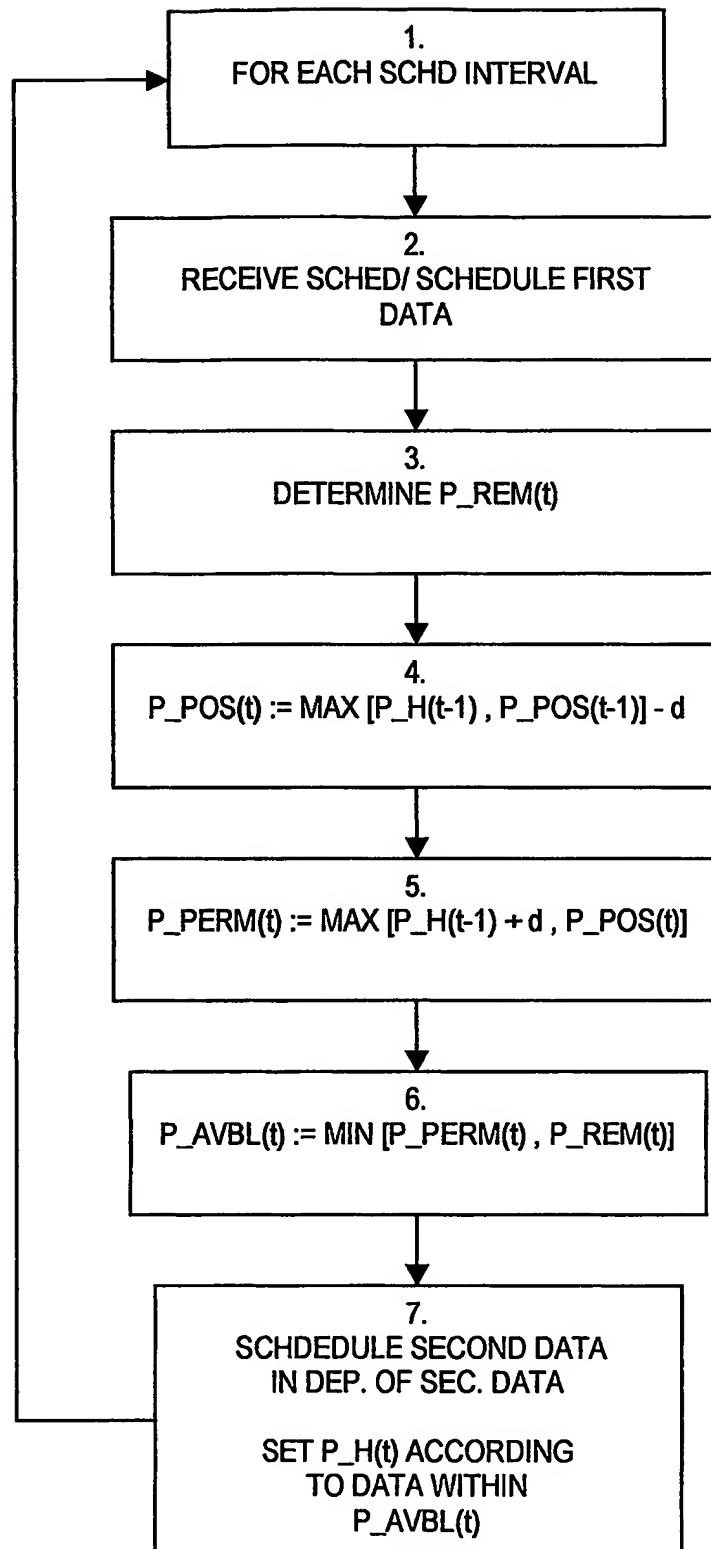 1.
FOR EACH SCHD INTERVAL
2.
RECEIVE SCHED/ SCHEDULE FIRST
DATA
3.
DETERMINE P_REM(t)
4.
P_POS(t) := MAX [P_H(t-1) , P_POS(t-1)] - d
5.
P_PERM(t) := MAX [P_H(t-1) + d , P_POS(t)]
6.
P_AVBL(t) := MIN [P_PERM(t) , P_REM(t)]
7.
SCHDEDULE SECOND DATA
IN DEP. OF SEC. DATA
SET P_H(t) ACCORDING
TO DATA WITHIN
P_AVBL(t)